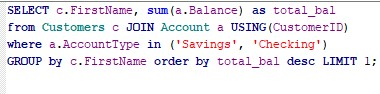 SELECT c.FirstName, sum(a.Balance) as total_bal
from Customers c JOIN Account a USING(CustomerID)
where a.AccountType in ('Savings', 'Checking')
GROUP by c.FirstName order by total_bal desc LIMIT 1;